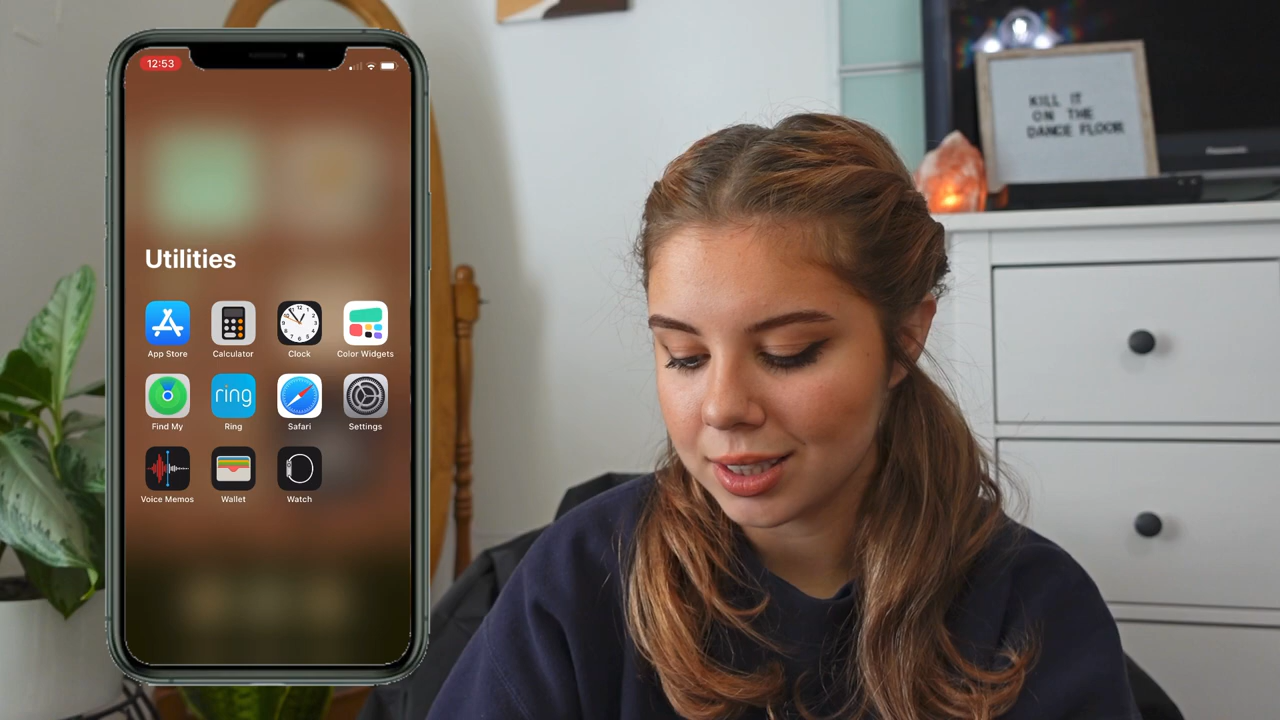 12:53
Utilities
App Store
Calculator
Clock
Color Widgets
Find My
ring
Ring
Safari
Settings
Voice Memos
Wallet
Watch
KILL IT
ON THE
DANCE FLOOR
Panasonic